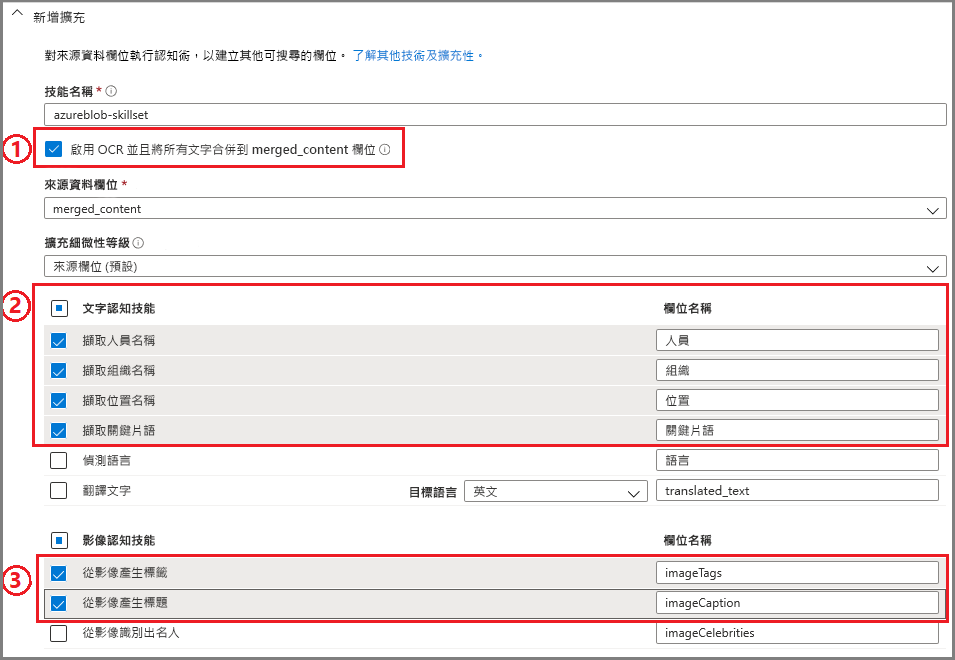 新增擴充
對來源資料欄位執行認知術，以建立其他可搜尋的欄位。 了解其他技術及擴充性。
技能名稱 *
azureblob-skillset
1 啟用 OCR 並且將所有文字合併到 merged_content 欄位
來源資料欄位 *
merged_content
擴充細微性等級
來源欄位 (預設)
2 文字認知技能 欄位名稱
擷取人員名稱 人員
擷取組織名稱 組織
擷取位置名稱 位置
擷取關鍵片語 關鍵片語
偵測語言 語言
翻譯文字 目標語言 英文 translated_text
影像認知技能 欄位名稱
3 從影像產生標籤 imageTags
從影像產生標題 imageCaption
從影像識別出名人 imageCelebrities